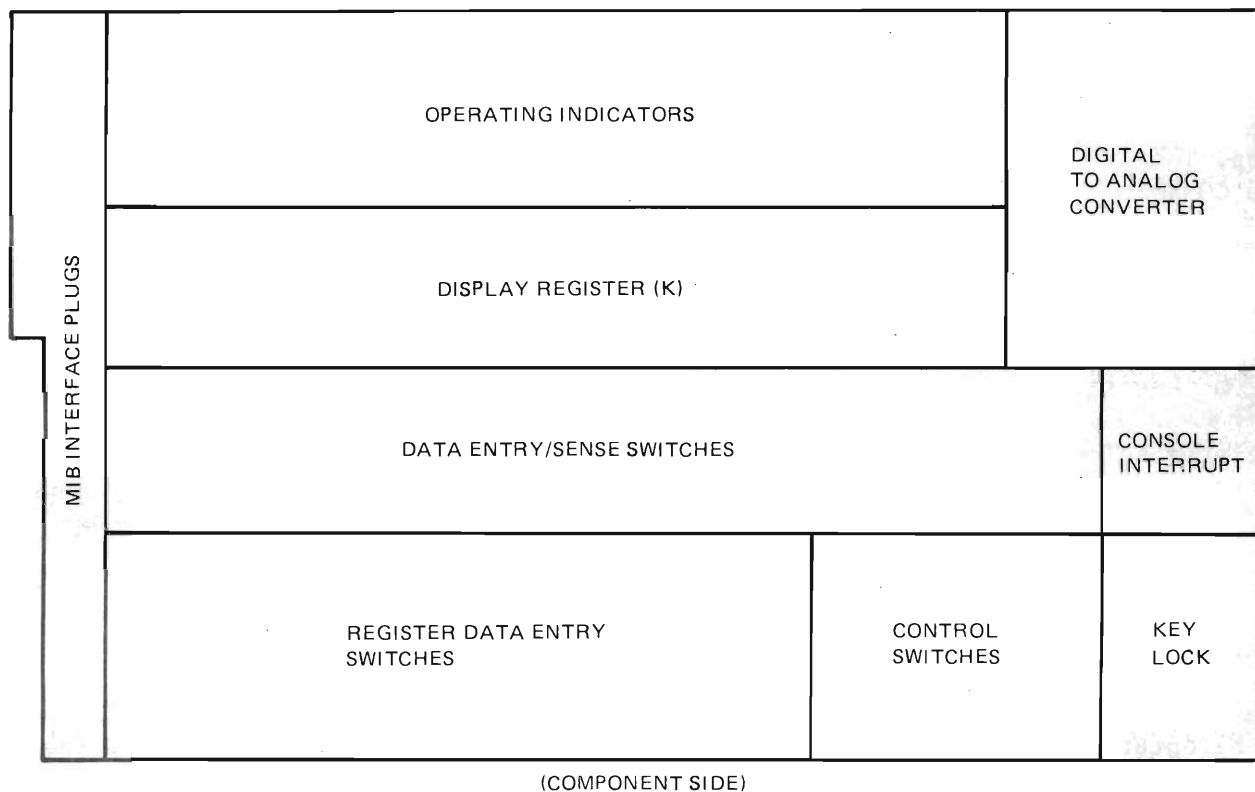 OPERATING INDICATORS
DIGITAL
TO ANALOG
CONVERTER
MIB INTERFACE PLUGS
DISPLAY REGISTER (K)
DATA ENTRY/SENSE SWITCHES
CONSOLE
INTERRUPT
REGISTER DATA ENTRY
SWITCHES
CONTROL
SWITCHES
KEY
LOCK
(COMPONENT SIDE)